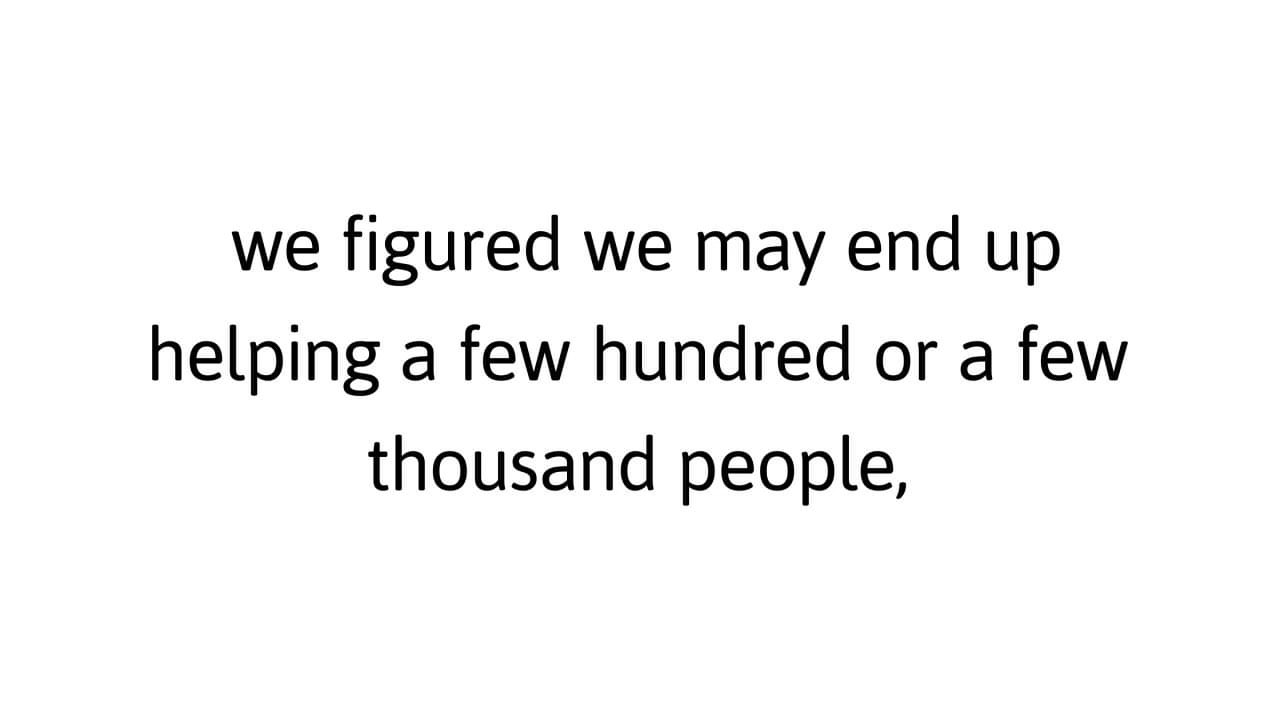 we figured we may end up
helping a few hundred or a few
thousand people,